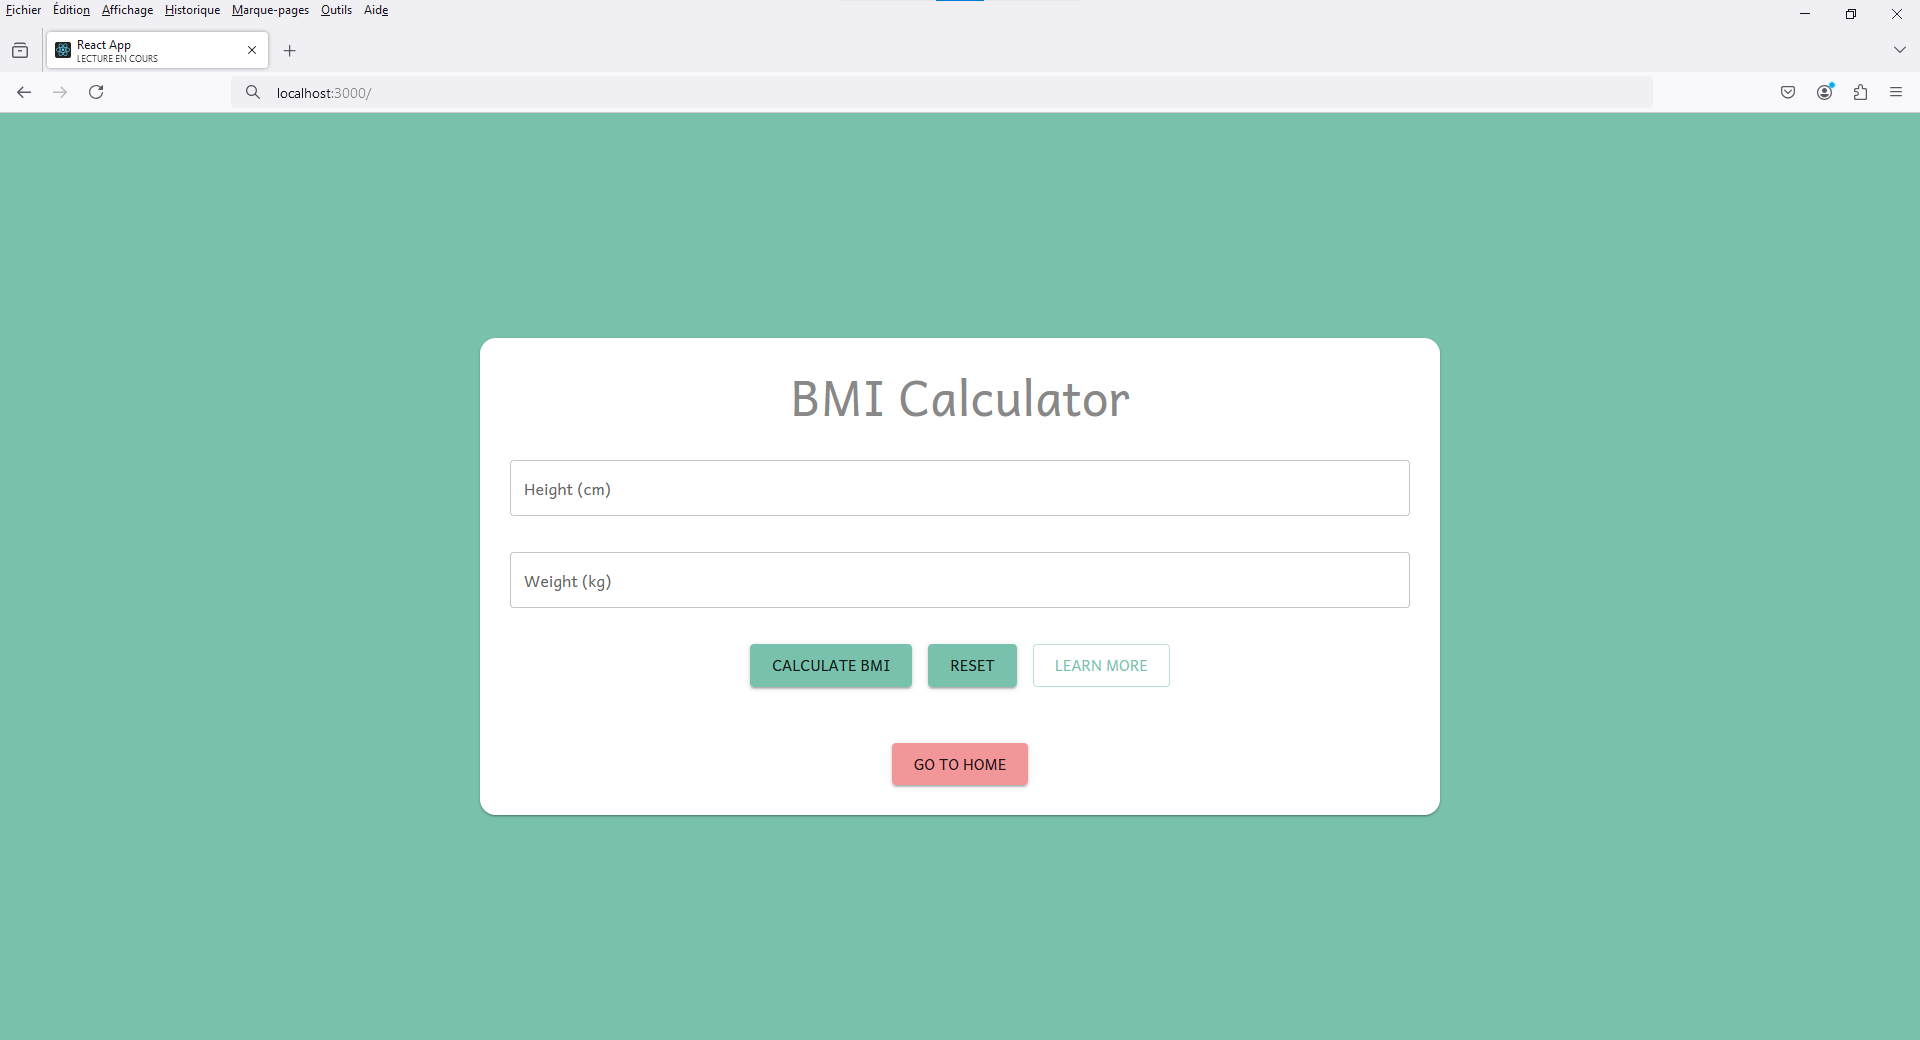 Fichier Édition Affichage Historique Marque-pages Outils Aide
React App
LECTURE EN COURS
localhost:3000/
BMI Calculator
Height (cm)
Weight (kg)
CALCULATE BMI RESET LEARN MORE
GO TO HOME